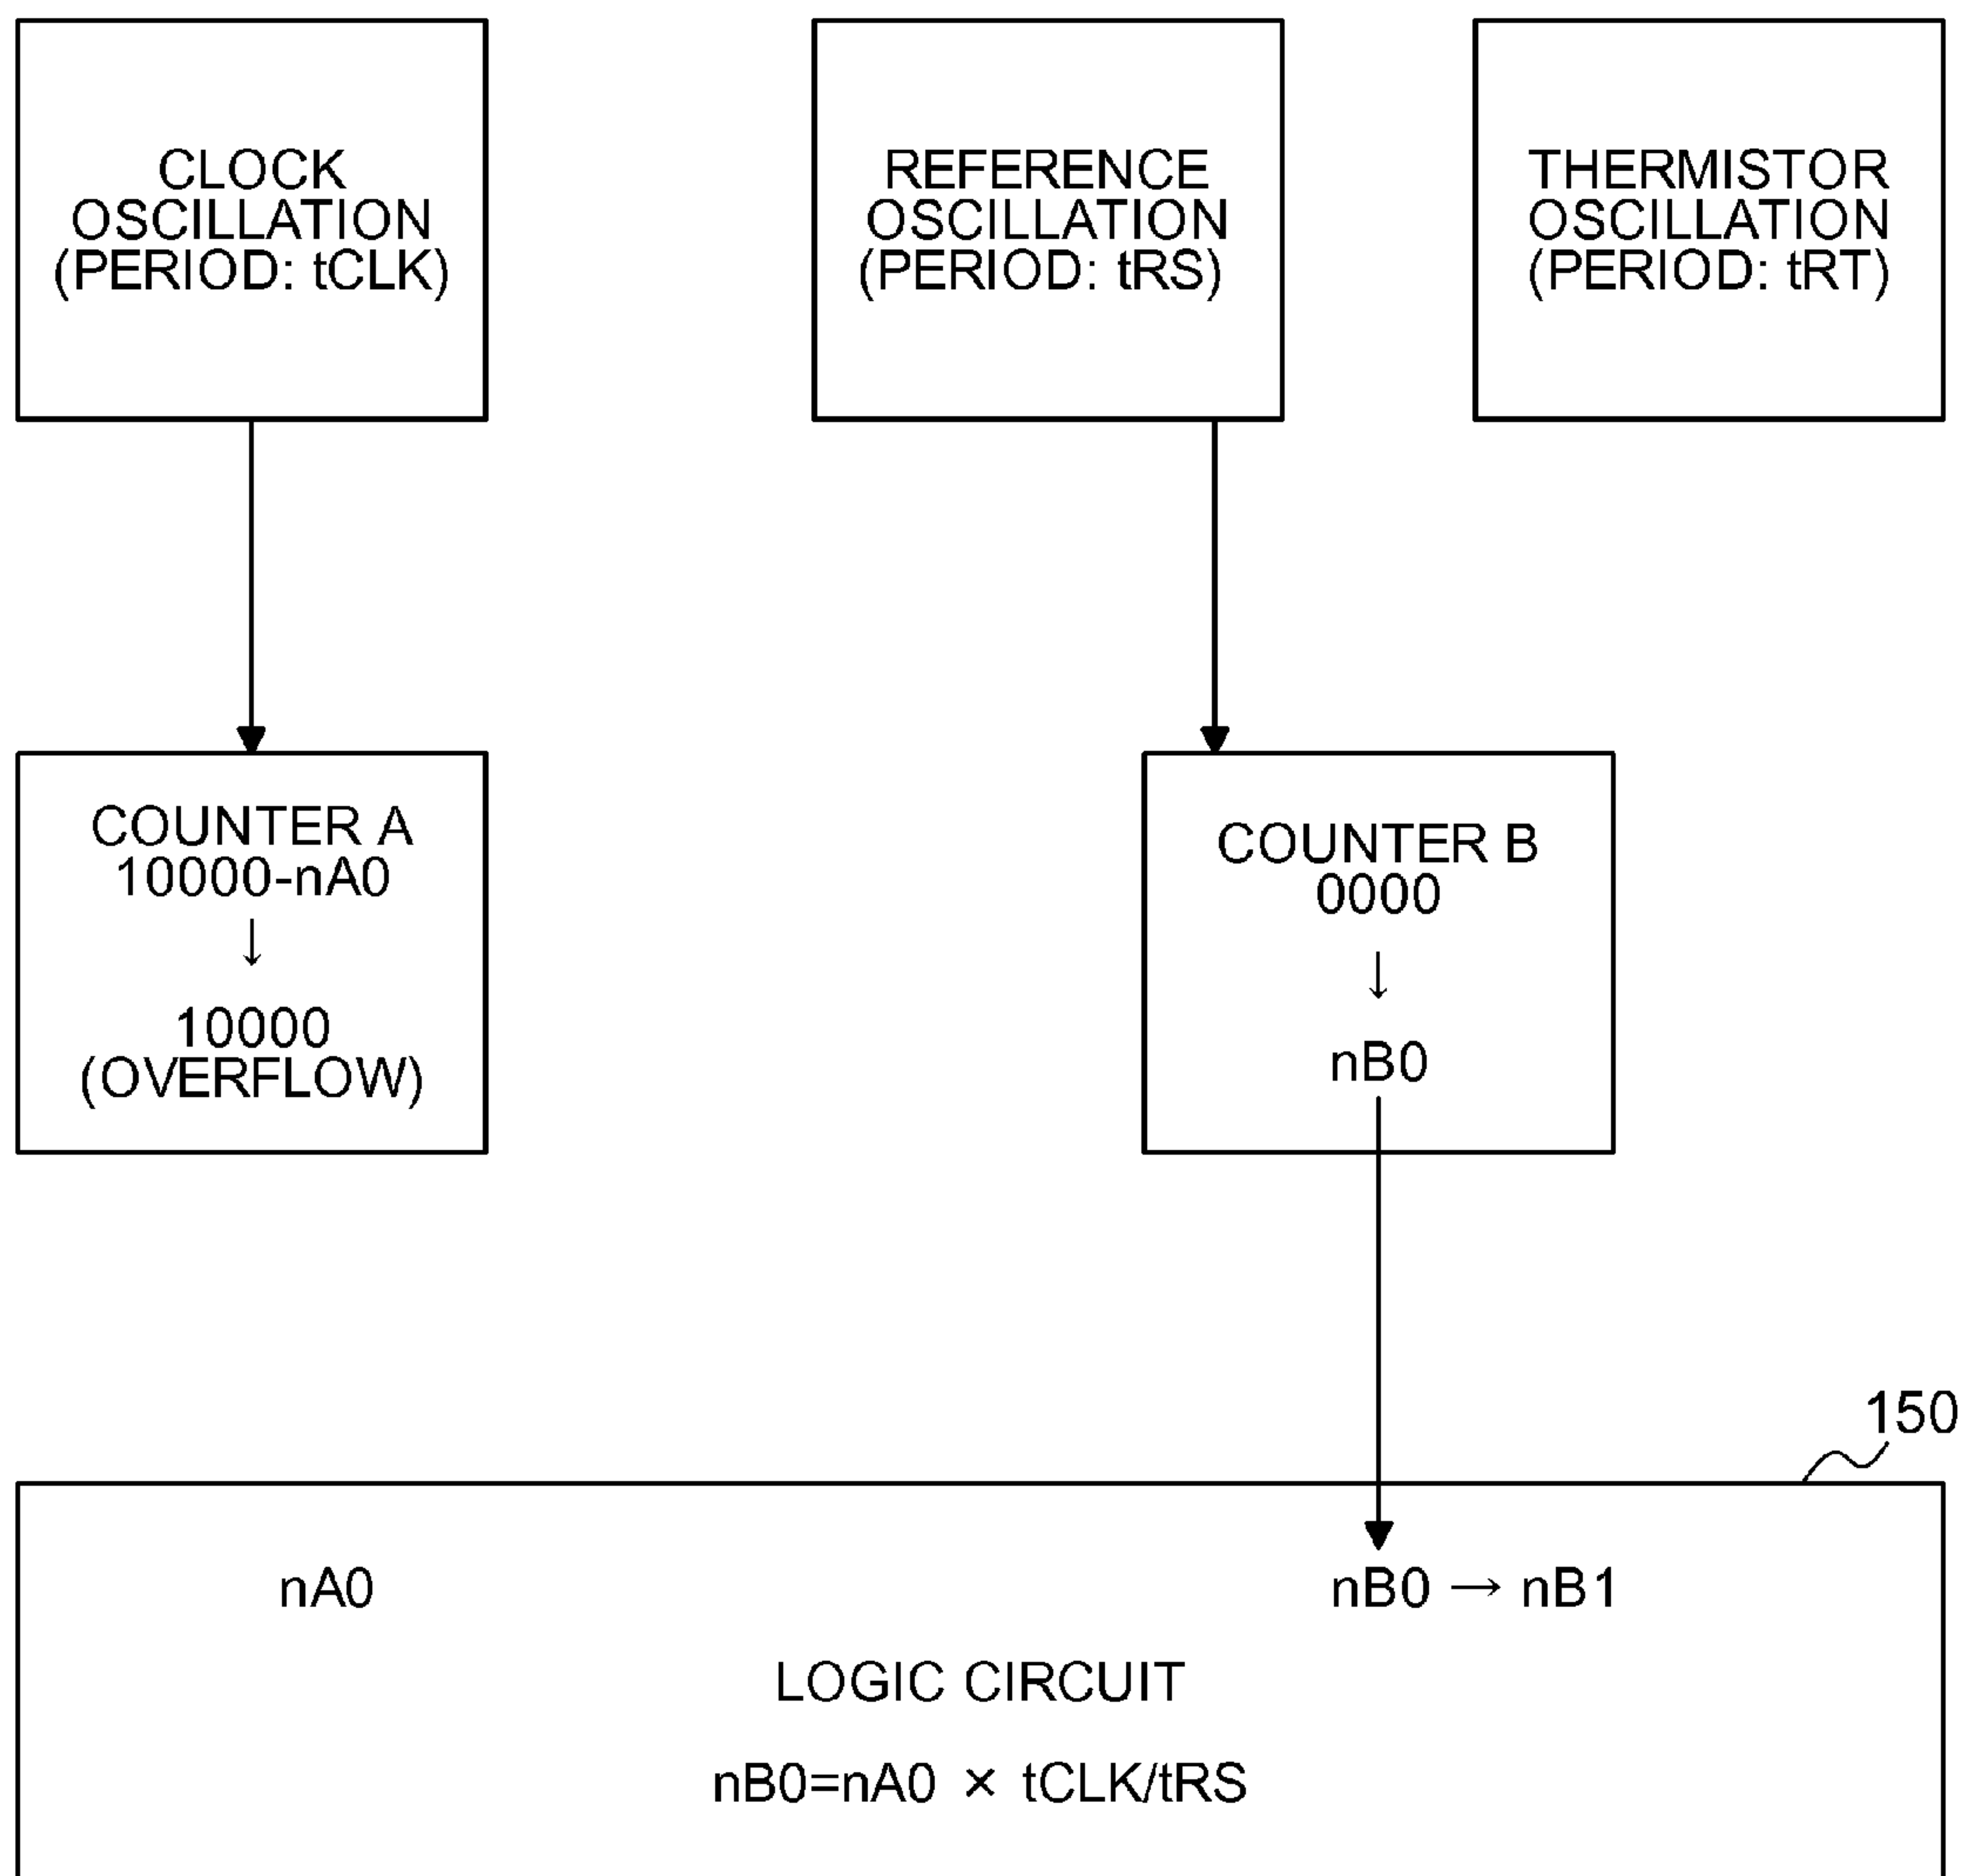 CLOCK
OSCILLATION
(PERIOD: tCLK)
REFERENCE
OSCILLATION
(PERIOD: tRS)
THERMISTOR
OSCILLATION
(PERIOD: tRT)
COUNTER A
10000-nA0
↓
10000
(OVERFLOW)
COUNTER B
0000
↓
nB0
150
nA0
nB0 → nB1
LOGIC CIRCUIT
nB0=nA0 × tCLK/tRS